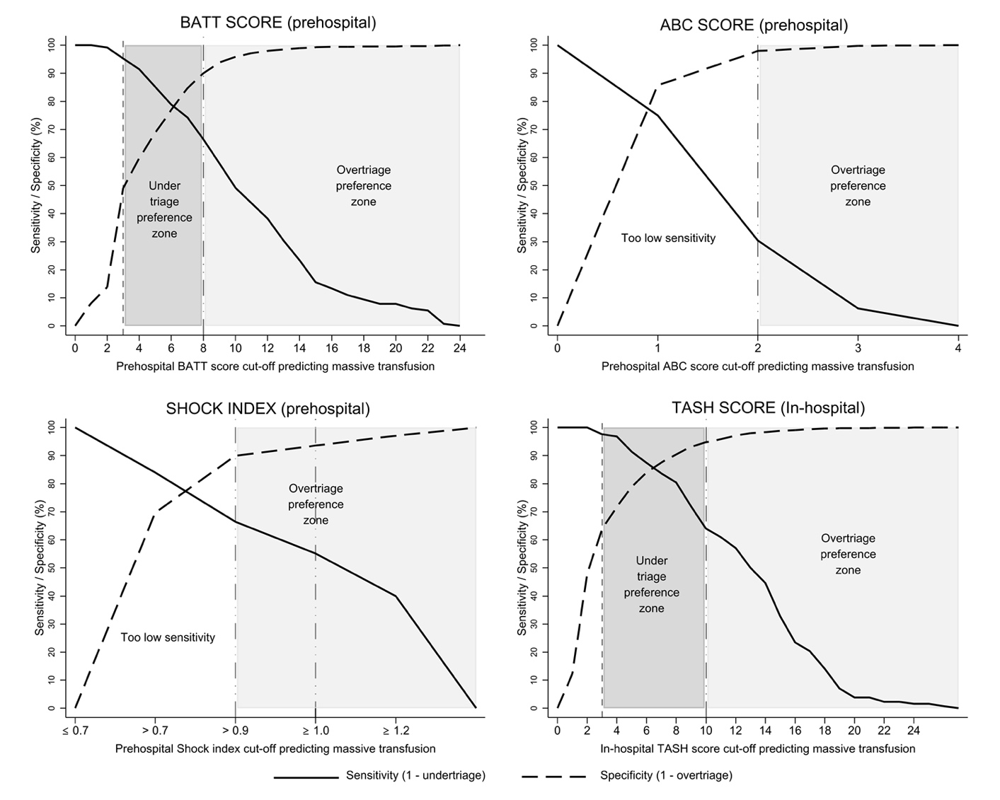 BATT SCORE (prehospital)
Sensitivity / Specificity (%)
100
90
80
70
60
50
40
30
20
10
0
Under
triage
preference
zone
Overtriage
preference
zone
0 2 4 6 8 10 12 14 16 18 20 22 24
Prehospital BATT score cut-off predicting massive transfusion
ABC SCORE (prehospital)
Sensitivity / Specificity (%)
100
90
80
70
60
50
40
30
20
10
0
Too low sensitivity
Overtriage
preference
zone
0 1 2 3 4
Prehospital ABC score cut-off predicting massive transfusion
SHOCK INDEX (prehospital)
Sensitivity / Specificity (%)
100
90
80
70
60
50
40
30
20
10
0
Too low sensitivity
Overtriage
preference
zone
≤ 0.7 > 0.7 > 0.9 ≥ 1.0 ≥ 1.2
Prehospital Shock index cut-off predicting massive transfusion
TASH SCORE (In-hospital)
Sensitivity / Specificity (%)
100
90
80
70
60
50
40
30
20
10
0
Under
triage
preference
zone
Overtriage
preference
zone
0 2 4 6 8 10 12 14 16 18 20 22 24
In-hospital TASH score cut-off predicting massive transfusion
Sensitivity (1 - undertriage)
Specificity (1 - overtriage)